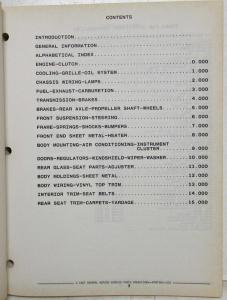 CONTENTS
INTRODUCTION
GENERAL INFORMATION
ALPHABETICAL INDEX
ENGINE-CLUTCH 0.000
COOLING-GRILLE-OIL SYSTEM 1.000
CHASSIS WIRING-LAMPS 2.000
FUEL-EXHAUST-CARBURETION 3.000
TRANSMISSION-BRAKES 4.000
BRAKES-REAR AXLE-PROPELLER SHAFT-WHEELS 5.000
FRONT SUSPENSION-STEERING 6.000
FRAME-SPRINGS-SHOCKS-BUMPERS 7.000
FRONT END SHEET METAL-HEATER 8.000
BODY MOUNTING-AIR CONDITIONING-INSTRUMENT
CLUSTER 9.000
DOORS-REGULATORS-WINDSHIELD-WIPER-WASHER 10.000
REAR GLASS-SEAT PARTS-ADJUSTER 11.000
BODY MOLDINGS-SHEET METAL 12.000
BODY WIRING-VINYL TOP TRIM 13.000
INTERIOR TRIM-SEAT BELTS 14.000
REAR SEAT TRIM-CARPETS-YARDAGE 15.000